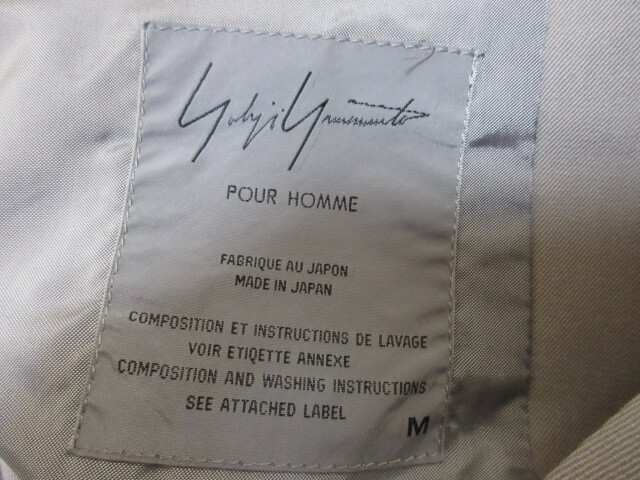 Yohji Yamamoto
POUR HOMME
FABRIQUE AU JAPON
MADE IN JAPAN
COMPOSITION ET INSTRUCTIONS DE LAVAGE
VOIR ETIQETTE ANNEXE
COMPOSITION AND WASHING INSTRUCTIONS
SEE ATTACHED LABEL
M